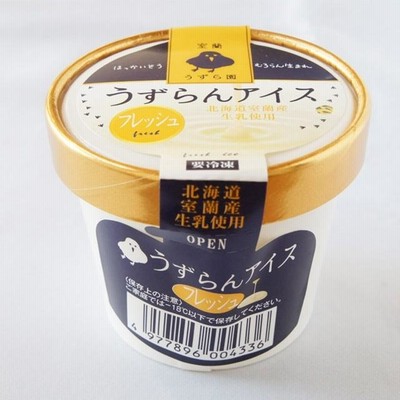 室蘭
うずら園
ほっかいどう むろらん生まれ
うずらんアイス
北海道室蘭産
生乳使用
フレッシュ
fresh
要冷凍
北海道
室蘭産
生乳使用
OPEN
うずらんアイス
フレッシュ
〈保存上の注意〉
ご家庭では-18℃以下で保存してください。
4 977896 004336